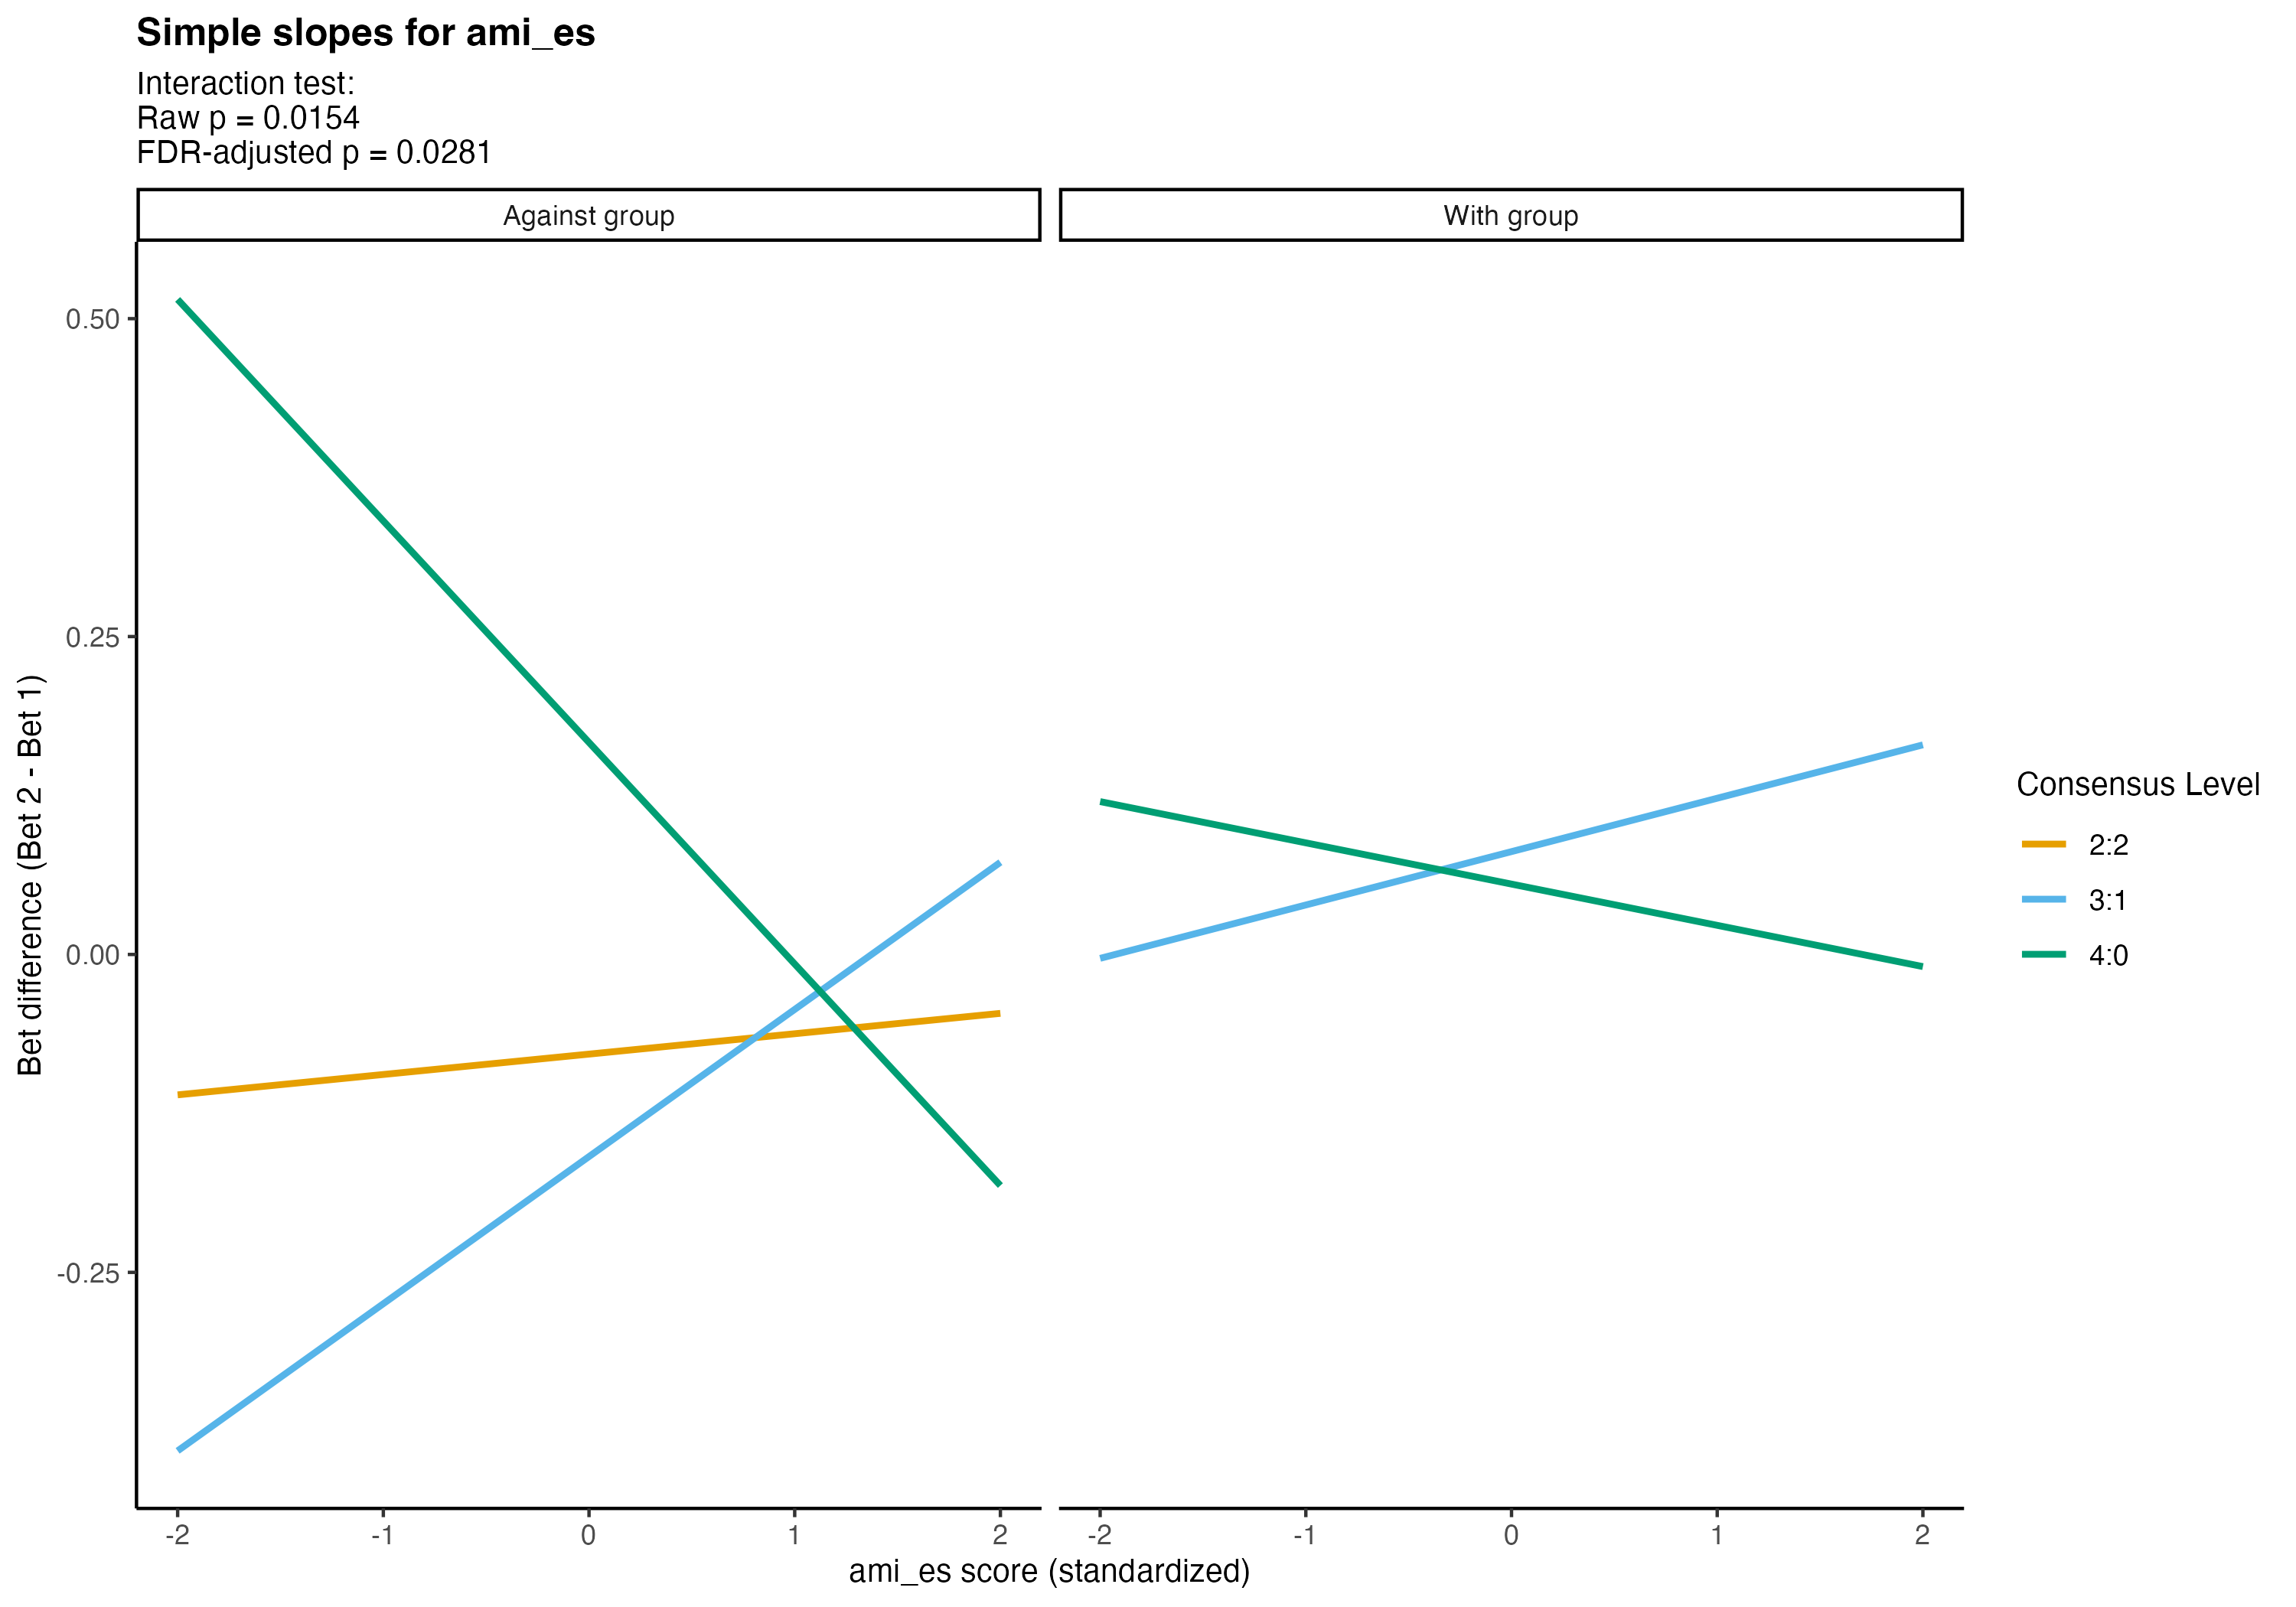 Simple slopes for ami_es
Interaction test:
Raw p = 0.0154
FDR-adjusted p = 0.0281
Against group
With group
Bet difference (Bet 2 - Bet 1)
0.50
0.25
0.00
-0.25
-2
-1
0
1
2
-2
-1
0
1
2
ami_es score (standardized)
Consensus Level
2:2
3:1
4:0